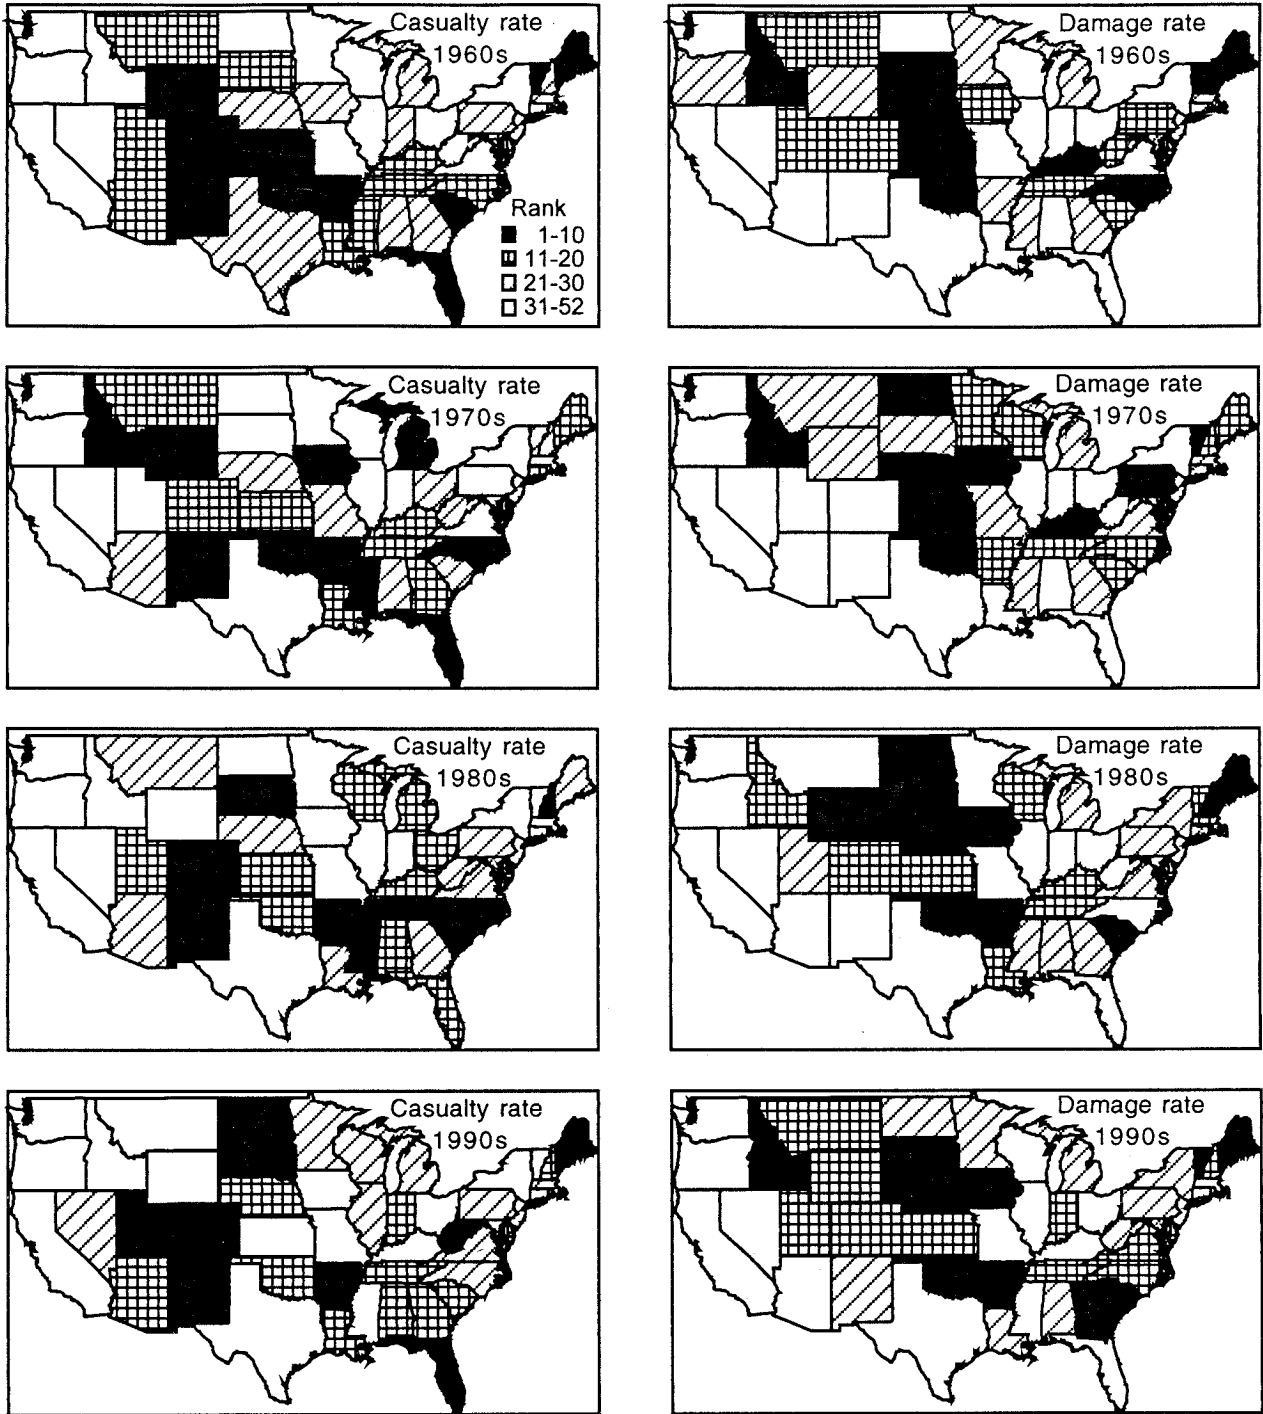 Casualty rate
1960s
Rank
1-10
11-20
21-30
31-52
Damage rate
1960s
Casualty rate
1970s
Damage rate
1970s
Casualty rate
1980s
Damage rate
1980s
Casualty rate
1990s
Damage rate
1990s